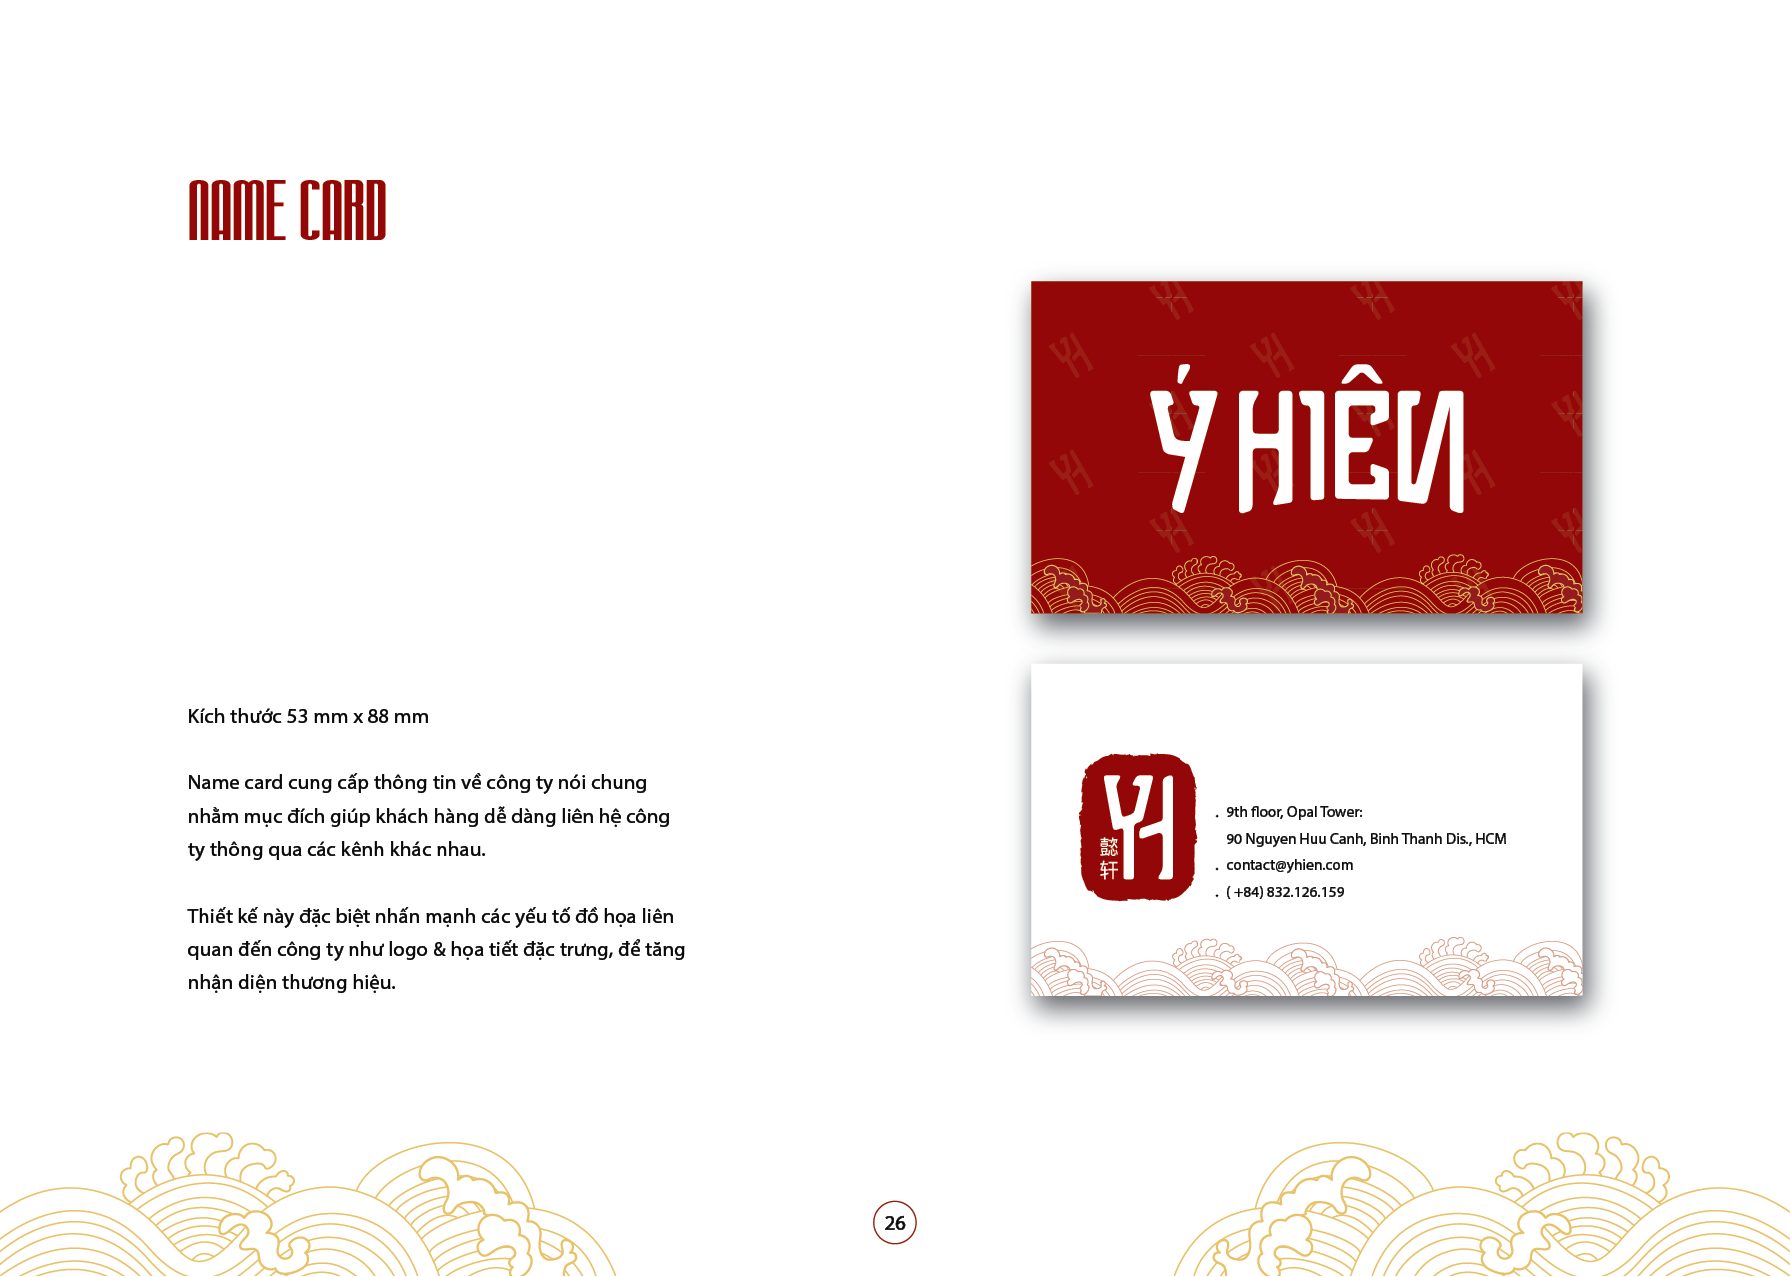 NAME CARD
Kích thước 53 mm x 88 mm
Name card cung cấp thông tin về công ty nói chung
nhằm mục đích giúp khách hàng dễ dàng liên hệ công
ty thông qua các kênh khác nhau.
Thiết kế này đặc biệt nhấn mạnh các yếu tố đồ họa liên
quan đến công ty như logo & họa tiết đặc trưng, để tăng
nhận diện thương hiệu.
Ý HIÊN
YH
懿
轩
. 9th floor, Opal Tower:
90 Nguyen Huu Canh, Binh Thanh Dis., HCM
. contact@yhien.com
. ( +84) 832.126.159
26